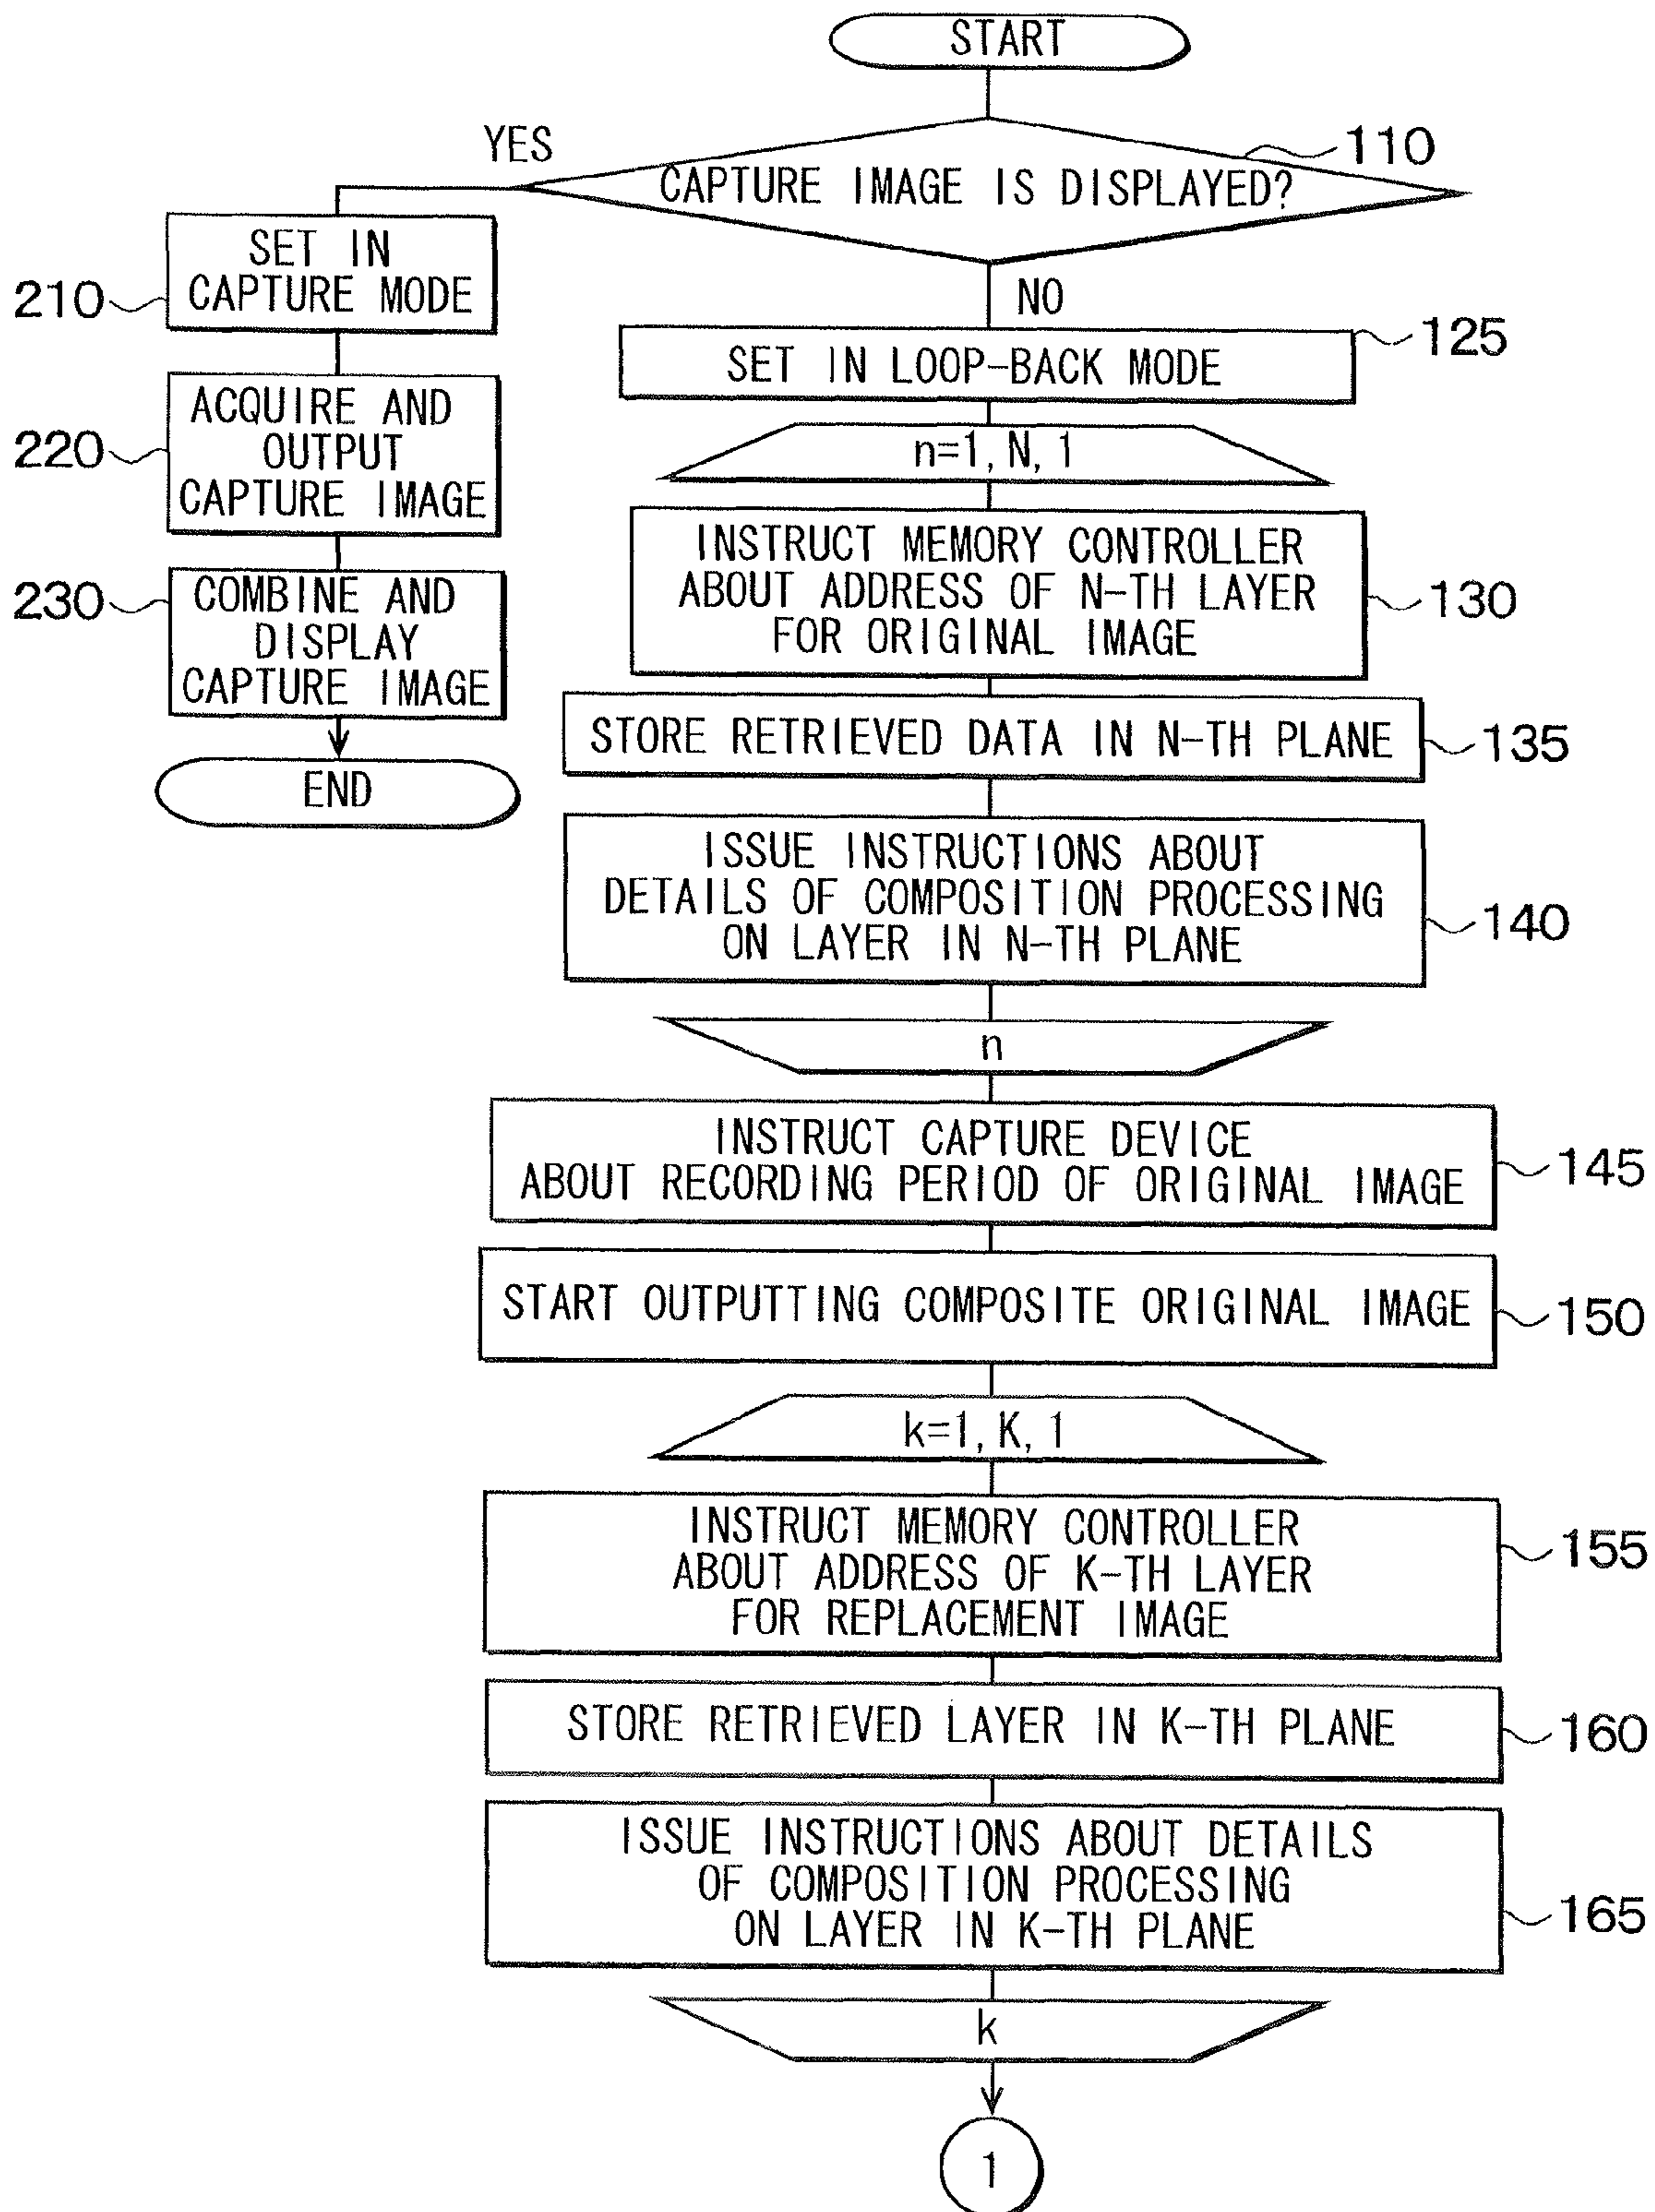 START
110
CAPTURE IMAGE IS DISPLAYED?
YES
210
SET IN
CAPTURE MODE
220
ACQUIRE AND
OUTPUT
CAPTURE IMAGE
230
COMBINE AND
DISPLAY
CAPTURE IMAGE
END
NO
125
SET IN LOOP-BACK MODE
n=1, N, 1
INSTRUCT MEMORY CONTROLLER
ABOUT ADDRESS OF N-TH LAYER
FOR ORIGINAL IMAGE
130
STORE RETRIEVED DATA IN N-TH PLANE
135
ISSUE INSTRUCTIONS ABOUT
DETAILS OF COMPOSITION PROCESSING
ON LAYER IN N-TH PLANE
140
n
INSTRUCT CAPTURE DEVICE
ABOUT RECORDING PERIOD OF ORIGINAL IMAGE
145
START OUTPUTTING COMPOSITE ORIGINAL IMAGE
150
k=1, K, 1
INSTRUCT MEMORY CONTROLLER
ABOUT ADDRESS OF K-TH LAYER
FOR REPLACEMENT IMAGE
155
STORE RETRIEVED LAYER IN K-TH PLANE
160
ISSUE INSTRUCTIONS ABOUT DETAILS
OF COMPOSITION PROCESSING
ON LAYER IN K-TH PLANE
165
k
1